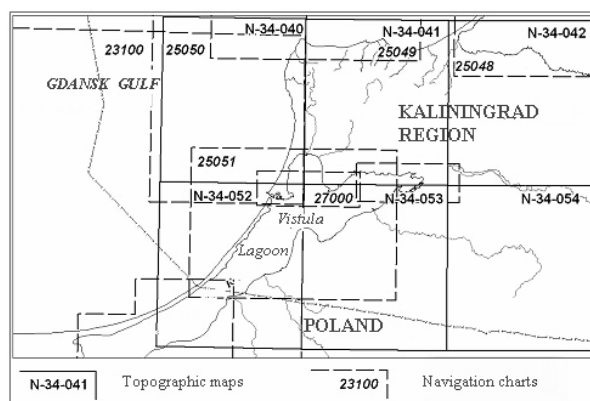 N-34-040
N-34-041
N-34-042
23100
25050
25049
25048
GDANSK GULF
KALININGRAD
REGION
25051
N-34-052
27000
N-34-053
N-34-054
Vistula
Lagoon
POLAND
N-34-041 Topographic maps 23100 Navigation charts